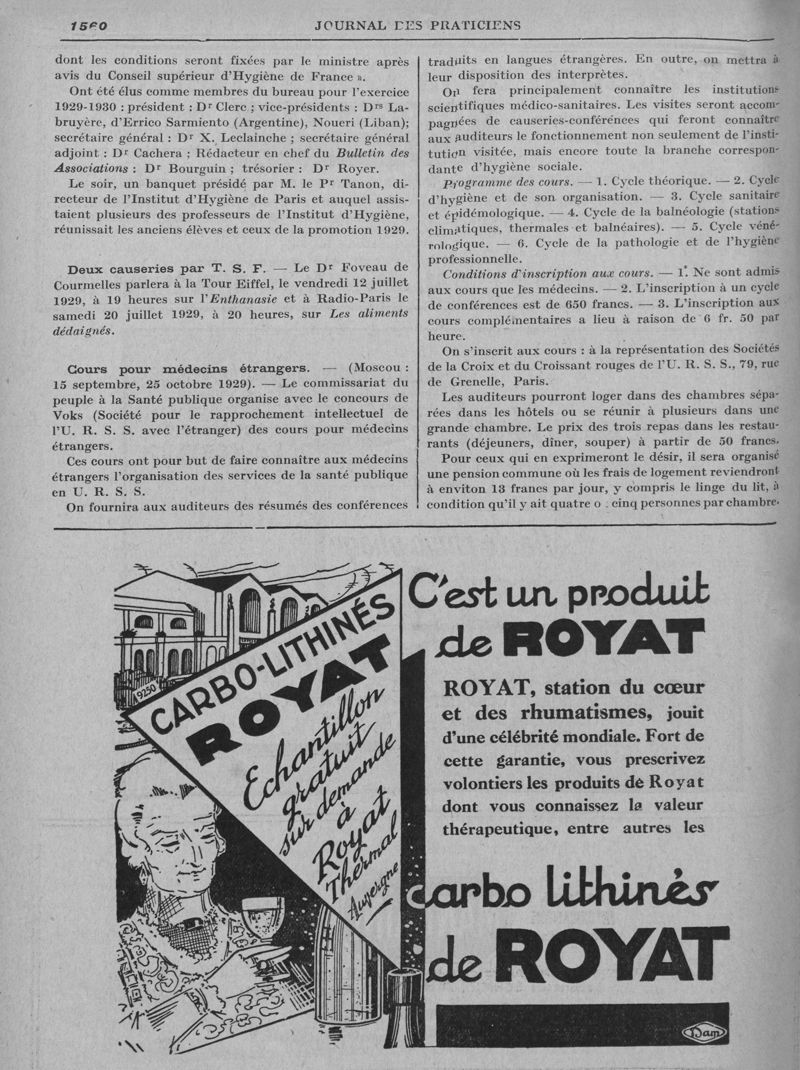 JOURNAL DES PRATICIENS
dont les conditions seront fixées par le ministre après
avis du Conseil supérieur d'Hygiène de France ».
Ont été élus comme membres du bureau pour l'exercice
1929-1930 : président : Dr Clerc ; vice-présidents : Drs La-
bruyère, d'Errico Sarmiento (Argentine), Noueri (Liban);
secrétaire général : Dr X. Leclainche ; secrétaire général
adjoint : Dr Cachera ; Rédacteur en chef du Bulletin des
Associations : Dr Bourguin ; trésorier : Dr Royer.
Le soir, un banquet présidé par M. le Pr Tanon, di-
recteur de l'Institut d'Hygiène de Paris et auquel assis-
taient plusieurs des professeurs de l'Institut d'Hygiène,
réunissait les anciens élèves et ceux de la promotion 1929.
Deux causeries par T. S. F. — Le Dr Foveau de
Courmelles parlera à la Tour Eiffel, le vendredi 12 juillet
1929, à 19 heures sur l'Enthanasie et à Radio-Paris le
samedi 20 juillet 1929, à 20 heures, sur Les aliments
dédaignés.
Cours pour médecins étrangers. — (Moscou :
15 septembre, 25 octobre 1929). — Le commissariat du
peuple à la Santé publique organise avec le concours de
Voks (Société pour le rapprochement intellectuel de
l'U. R. S. S. avec l'étranger) des cours pour médecins
étrangers.
Ces cours ont pour but de faire connaître aux médecins
étrangers l'organisation des services de la santé publique
en U. R. S. S.
On fournira aux auditeurs des résumés des conférences
traduits en langues étrangères. En outre, on mettra à
leur disposition des interprètes.
On fera principalement connaître les institutions
scientifiques médico-sanitaires. Les visites seront accom-
pagnées de causeries-conférences qui feront connaître
aux auditeurs le fonctionnement non seulement de l'insti-
tution visitée, mais encore toute la branche correspon-
dante d'hygiène sociale.
Programme des cours. — 1. Cycle théorique. — 2. Cycle
d'hygiène et de son organisation. — 3. Cycle sanitaire
et épidémologique. — 4. Cycle de la balnéologie (stations
climatiques, thermales et balnéaires). — 5. Cycle véné-
rologique. — 6. Cycle de la pathologie et de l'hygiène
professionnelle.
Conditions d'inscription aux cours. — 1. Ne sont admis
aux cours que les médecins. — 2. L'inscription à un cycle
de conférences est de 650 francs. — 3. L'inscription aux
cours complémentaires a lieu à raison de 6 fr. 50 par
heure.
On s'inscrit aux cours : à la représentation des Sociétés
de la Croix et du Croissant rouges de l'U. R. S. S., 79, rue
de Grenelle, Paris.
Les auditeurs pourront loger dans des chambres sépa-
rées dans les hôtels ou se réunir à plusieurs dans une
grande chambre. Le prix des trois repas dans les restau-
rants (déjeuners, dîner, souper) à partir de 50 francs.
Pour ceux qui en exprimeront le désir, il sera organisé
une pension commune où les frais de logement reviendront
à enviton 13 francs par jour, y compris le linge du lit, à
condition qu'il y ait quatre o . cinq personnes par chambre.
9250
CARBO-LITHINÉS
ROYAT
Echantillon
gratuit
sur demande
à
Royat
Thermal
Auvergne
C'est un produit
de ROYAT
ROYAT, station du cœur
et des rhumatismes, jouit
d'une célébrité mondiale. Fort de
cette garantie, vous prescrivez
volontiers les produits de Royat
dont vous connaissez la valeur
thérapeutique, entre autres les
carbo lithinés
de ROYAT
Dam